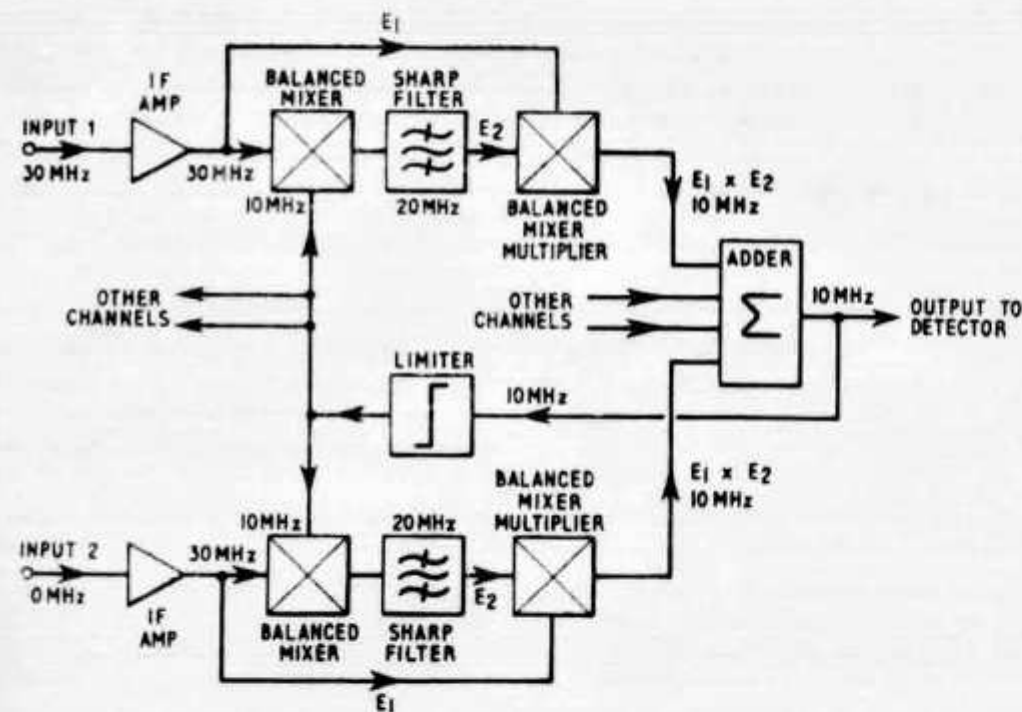 E1
IF
AMP
BALANCED
MIXER
SHARP
FILTER
INPUT 1
30 MHz
30 MHz
E2
10 MHz
20 MHz
BALANCED
MIXER
MULTIPLIER
E1 x E2
10 MHz
ADDER
Σ
OTHER
CHANNELS
OTHER
CHANNELS
10 MHz
OUTPUT TO
DETECTOR
LIMITER
10 MHz
BALANCED
MIXER
MULTIPLIER
E1 x E2
10 MHz
10 MHz
20 MHz
INPUT 2
0 MHz
30 MHz
E2
IF
AMP
BALANCED
MIXER
SHARP
FILTER
E1